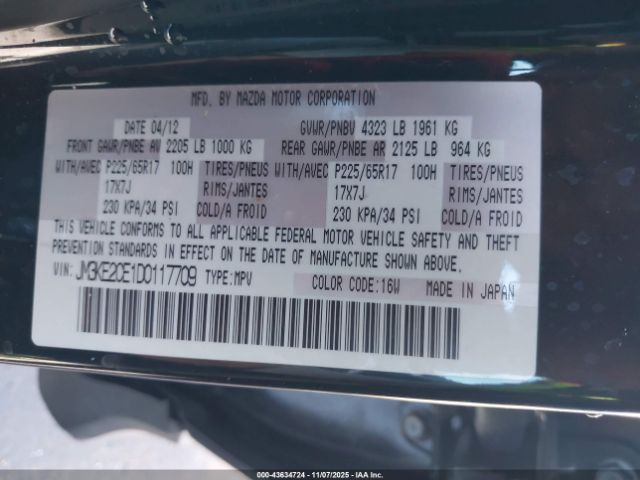 MFD. BY MAZDA MOTOR CORPORATION
DATE 04/12 GVWR/PNBV 4323 LB 1961 KG
FRONT GAWR/PNBE AV 2205 LB 1000 KG REAR GAWR/PNBE AR 2125 LB 964 KG
WITH/AVEC P225/65R17 100H TIRES/PNEUS WITH/AVEC P225/65R17 100H TIRES/PNEUS
17X7J RIMS/JANTES 17X7J RIMS/JANTES
230 KPA/34 PSI COLD/A FROID 230 KPA/34 PSI COLD/A FROID
THIS VEHICLE CONFORMS TO ALL APPLICABLE FEDERAL MOTOR VEHICLE SAFETY AND THEFT
PREVENTION STANDARDS IN EFFECT ON THE DATE OF MANUFACTURE SHOWN ABOVE.
VIN: JM3KE2CE1D0117709 TYPE:MPV COLOR CODE:16W MADE IN JAPAN
000 - 43634724 - 11/07/2025 - IAA Inc.